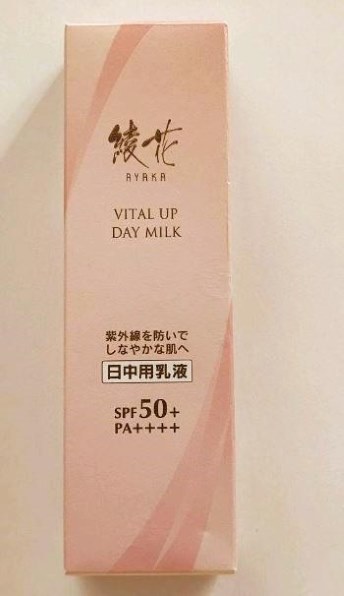 綾花
AYAKA
VITAL UP
DAY MILK
紫外線を防いで
しなやかな肌へ
日中用乳液
SPF50+
PA++++